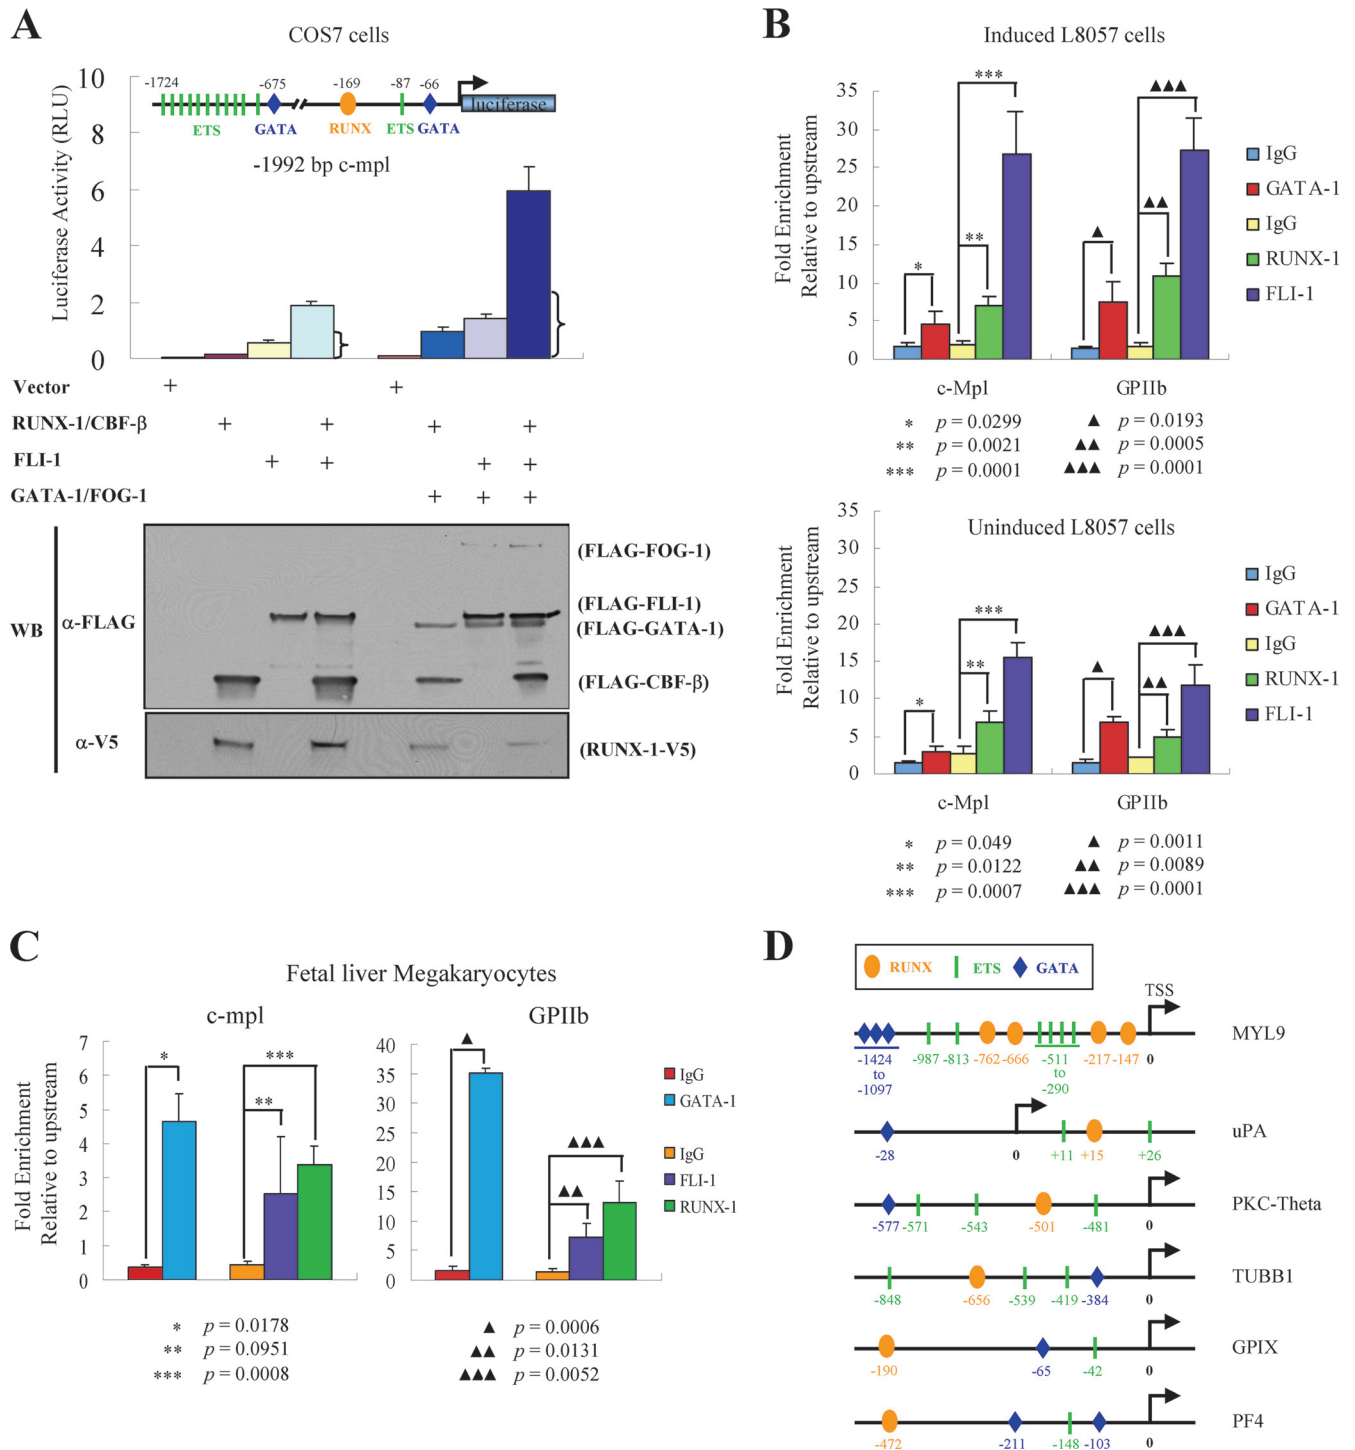 A
COS7 cells
Luciferase Activity (RLU)
10
8
6
4
2
0
-1724
-675
-169
-87
-66
luciferase
ETS
GATA
RUNX
ETS GATA
-1992 bp c-mpl
Vector + +
RUNX-1/CBF-β + + + +
FLI-1 + + + +
GATA-1/FOG-1 + + +
WB
α-FLAG
α-V5
(FLAG-FOG-1)
(FLAG-FLI-1)
(FLAG-GATA-1)
(FLAG-CBF-β)
(RUNX-1-V5)
B
Induced L8057 cells
Fold Enrichment
Relative to upstream
35
30
25
20
15
10
5
0
*
**
***
▲
▲▲
▲▲▲
IgG
GATA-1
IgG
RUNX-1
FLI-1
c-Mpl
GPIIb
* p = 0.0299
** p = 0.0021
*** p = 0.0001
▲ p = 0.0193
▲▲ p = 0.0005
▲▲▲ p = 0.0001
Uninduced L8057 cells
Fold Enrichment
Relative to upstream
35
30
25
20
15
10
5
0
*
**
***
▲
▲▲
▲▲▲
IgG
GATA-1
IgG
RUNX-1
FLI-1
c-Mpl
GPIIb
* p = 0.049
** p = 0.0122
*** p = 0.0007
▲ p = 0.0011
▲▲ p = 0.0089
▲▲▲ p = 0.0001
C
Fetal liver Megakaryocytes
c-mpl
Fold Enrichment
Relative to upstream
7
6
5
4
3
2
1
0
*
**
***
GPIIb
40
35
30
25
20
15
10
5
0
▲
▲▲
▲▲▲
IgG
GATA-1
IgG
FLI-1
RUNX-1
* p = 0.0178
** p = 0.0951
*** p = 0.0008
▲ p = 0.0006
▲▲ p = 0.0131
▲▲▲ p = 0.0052
D
RUNX ETS GATA
TSS
MYL9
-1424
to
-1097
-987 -813 -762 -666
-511
to
-290
-217 -147 0
uPA
-28 0 +11 +15 +26
PKC-Theta
-577 -571 -543 -501 -481 0
TUBB1
-848 -656 -539 -419 -384 0
GPIX
-190 -65 -42 0
PF4
-472 -211 -148 -103 0